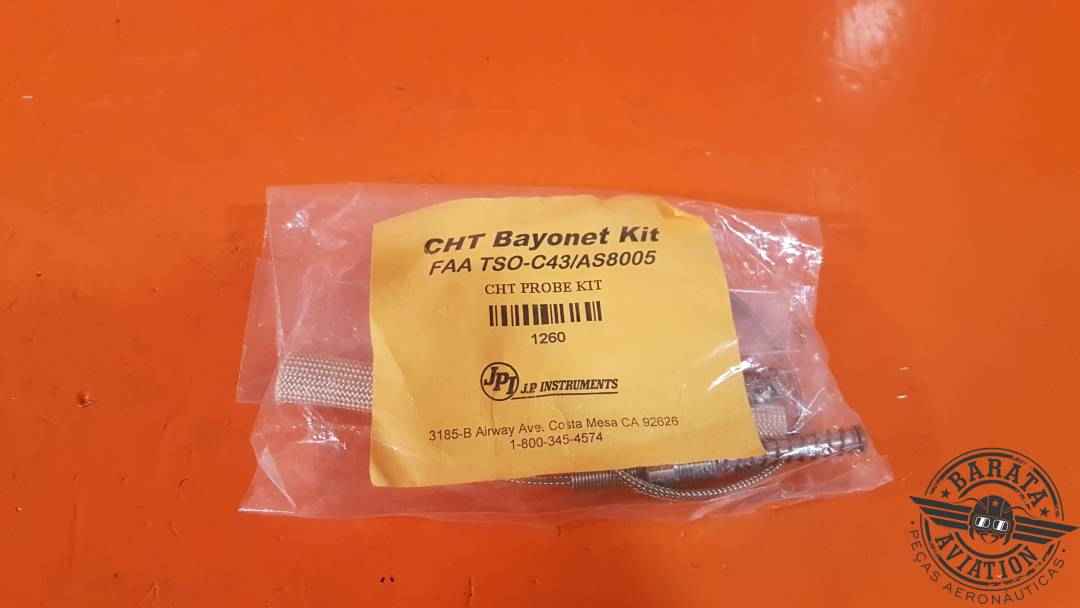 CHT Bayonet Kit
FAA TSO-C43/AS8005
CHT PROBE KIT
1260
JPI J.P. INSTRUMENTS
3185-B Airway Ave. Costa Mesa CA 92626
1-800-345-4574
BARATA
AVIATION
• PEÇAS AERONÁUTICAS •